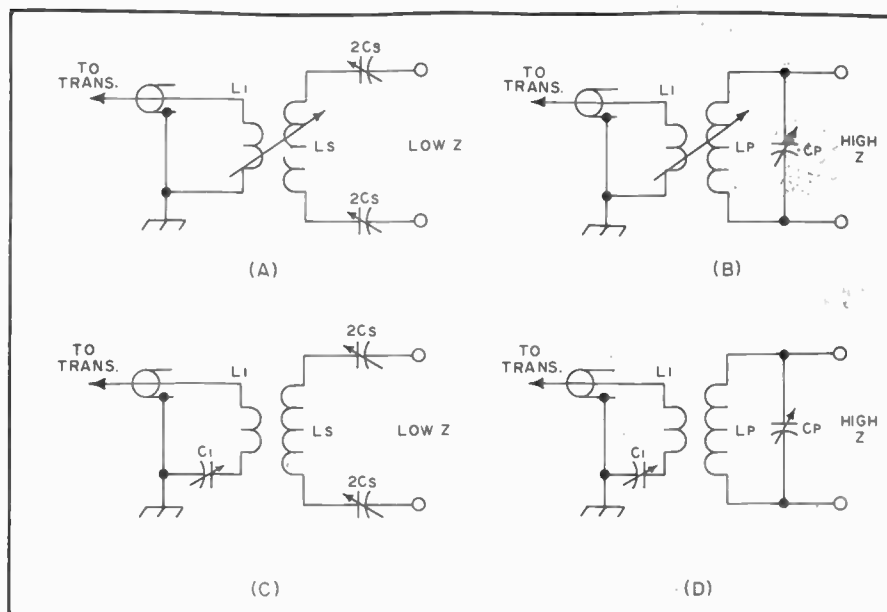 2Cs
TO
TRANS.
L1
LS
LOW Z
2Cs
(A)
TO
TRANS.
L1
LP
CP
HIGH
Z
(B)
2Cs
TO
TRANS.
L1
LS
LOW Z
C1
2Cs
(C)
TO
TRANS.
L1
LP
CP
HIGH
Z
C1
(D)